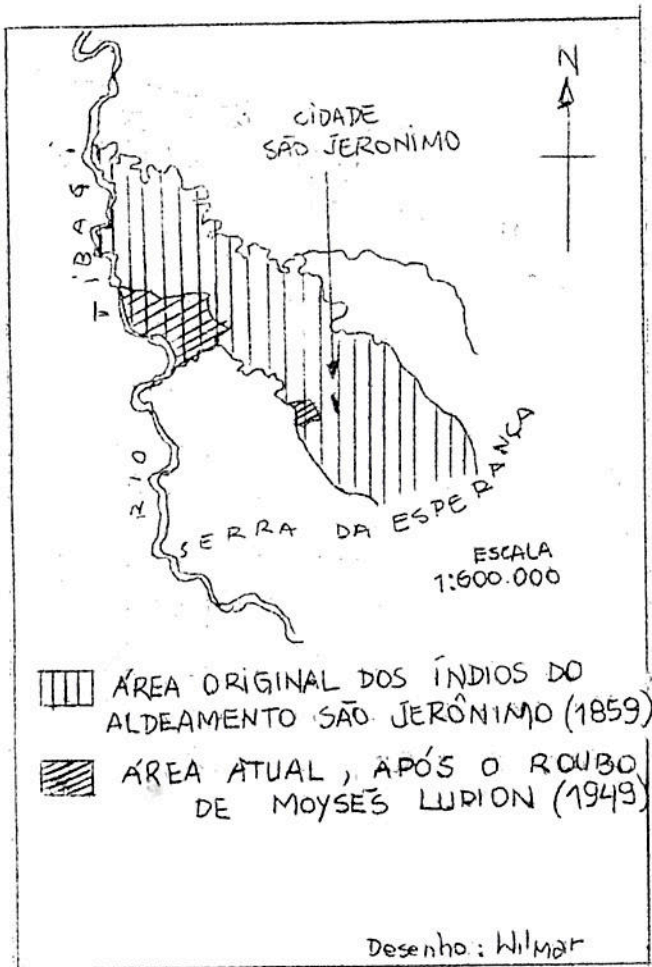 N
CIDADE
SÃO JERONIMO
RIO TIBAGI
SERRA DA ESPERANÇA
ESCALA
1:600.000
ÁREA ORIGINAL DOS ÍNDIOS DO
ALDEAMENTO SÃO JERÔNIMO (1859)
ÁREA ATUAL, APÓS O ROUBO
DE MOYSÉS LUPION (1949)
Desenho: Wilmar